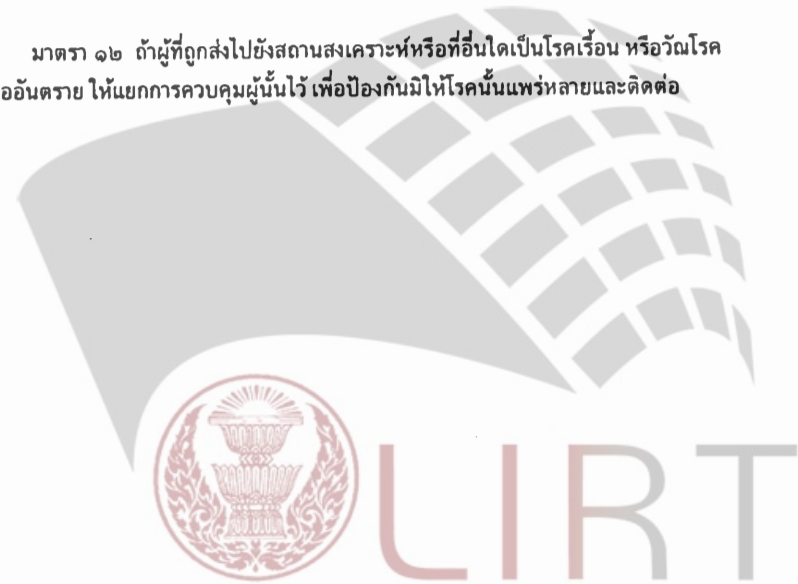 มาตรา ๑๒ ถ้าผู้ที่ถูกส่งไปยังสถานสงเคราะห์หรือที่อื่นใดเป็นโรคเรื้อน หรือวัณโรค
ออันตราย ให้แยกการควบคุมผู้นั้นไว้ เพื่อป้องกันมิให้โรคนั้นแพร่หลายและติดต่อ
LIRT